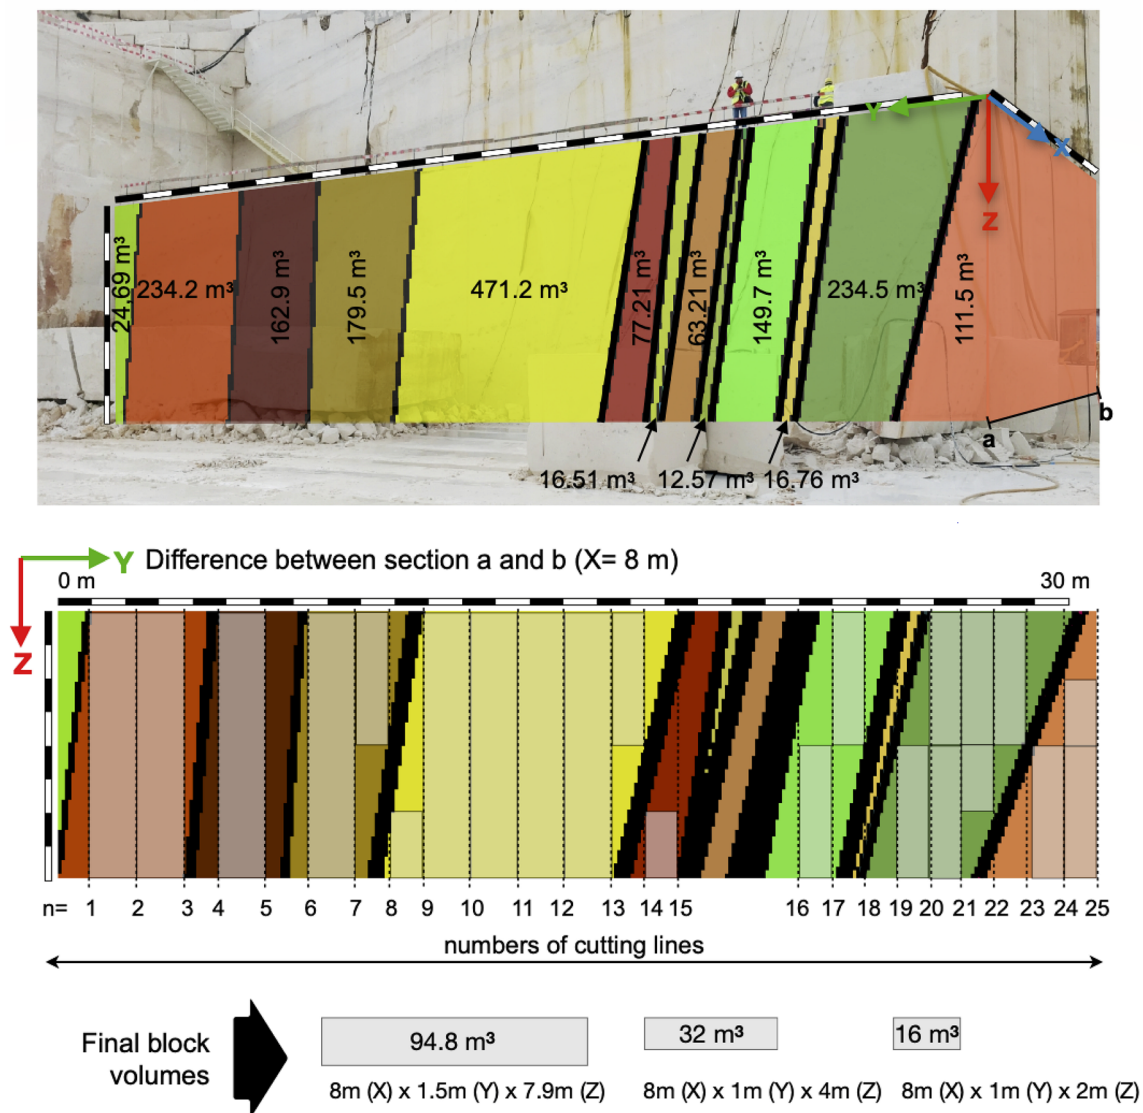 Y
X
Z
24.69 m³
234.2 m³
162.9 m³
179.5 m³
471.2 m³
77.21 m³
63.21 m³
149.7 m³
234.5 m³
111.5 m³
b
a
16.51 m³ 12.57 m³ 16.76 m³
Y Difference between section a and b (X= 8 m)
0 m 30 m
Z
n= 1 2 3 4 5 6 7 8 9 10 11 12 13 14 15 16 17 18 19 20 21 22 23 24 25
numbers of cutting lines
Final block
volumes
94.8 m³ 32 m³ 16 m³
8m (X) x 1.5m (Y) x 7.9m (Z) 8m (X) x 1m (Y) x 4m (Z) 8m (X) x 1m (Y) x 2m (Z)